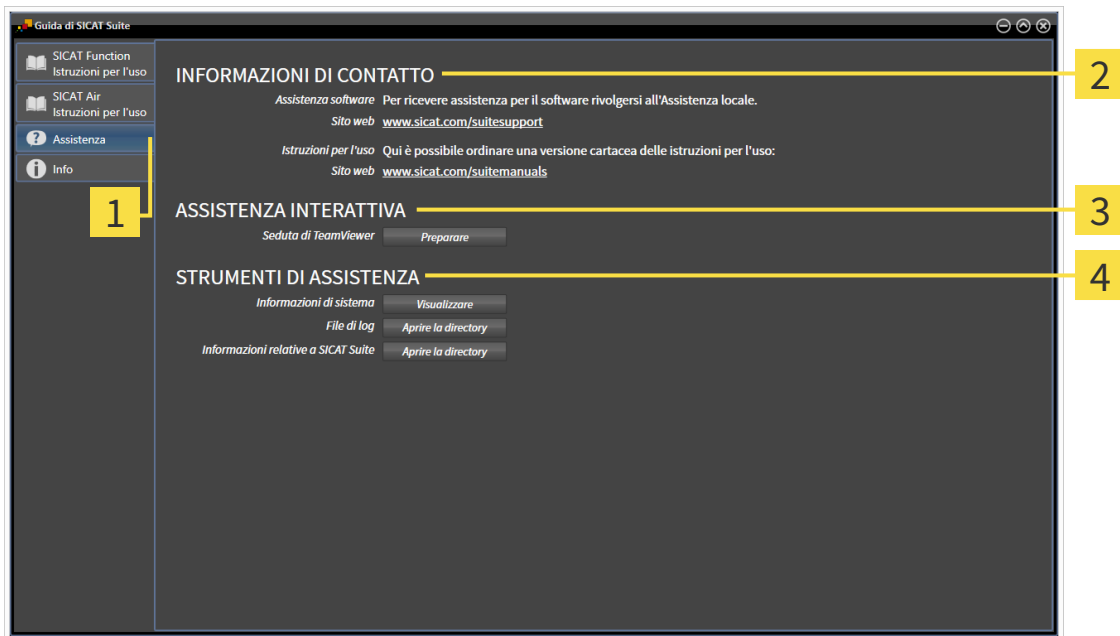 Guida di SICAT Suite
SICAT Function
Istruzioni per l'uso
SICAT Air
Istruzioni per l'uso
Assistenza
Info
1
INFORMAZIONI DI CONTATTO
2
Assistenza software Per ricevere assistenza per il software rivolgersi all'Assistenza locale.
Sito web www.sicat.com/suitesupport
Istruzioni per l'uso Qui è possibile ordinare una versione cartacea delle istruzioni per l'uso:
Sito web www.sicat.com/suitemanuals
ASSISTENZA INTERATTIVA
3
Seduta di TeamViewer Preparare
STRUMENTI DI ASSISTENZA
4
Informazioni di sistema Visualizzare
File di log Aprire la directory
Informazioni relative a SICAT Suite Aprire la directory